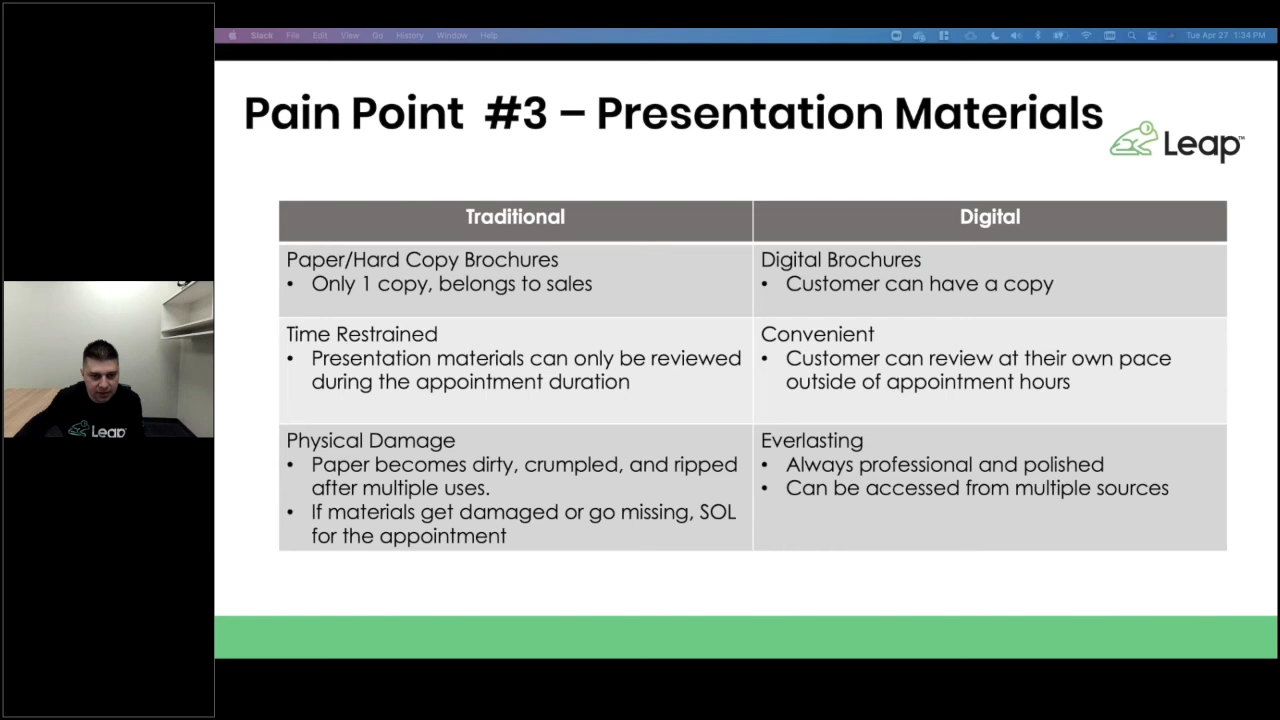 Slack File Edit View Go History Window Help Tue Apr 27 1:34 PM
Pain Point #3 – Presentation Materials
Leap™
Traditional
Digital
Paper/Hard Copy Brochures
• Only 1 copy, belongs to sales
Digital Brochures
• Customer can have a copy
Time Restrained
• Presentation materials can only be reviewed
during the appointment duration
Convenient
• Customer can review at their own pace
outside of appointment hours
Physical Damage
• Paper becomes dirty, crumpled, and ripped
after multiple uses.
• If materials get damaged or go missing, SOL
for the appointment
Everlasting
• Always professional and polished
• Can be accessed from multiple sources
Leap